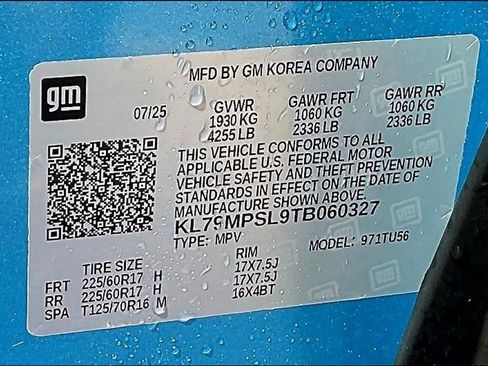 MFD BY GM KOREA COMPANY
gm
07/25 GVWR GAWR FRT GAWR RR
1930 KG 1060 KG 1060 KG
4255 LB 2336 LB 2336 LB
THIS VEHICLE CONFORMS TO ALL
APPLICABLE U.S. FEDERAL MOTOR
VEHICLE SAFETY AND THEFT PREVENTION
STANDARDS IN EFFECT ON THE DATE OF
MANUFACTURE SHOWN ABOVE.
KL79MPSL9TB060327
TYPE: MPV MODEL: 971TU56
TIRE SIZE RIM
FRT 225/60R17 H 17X7.5J
RR 225/60R17 H 17X7.5J
SPA T125/70R16 M 16X4BT